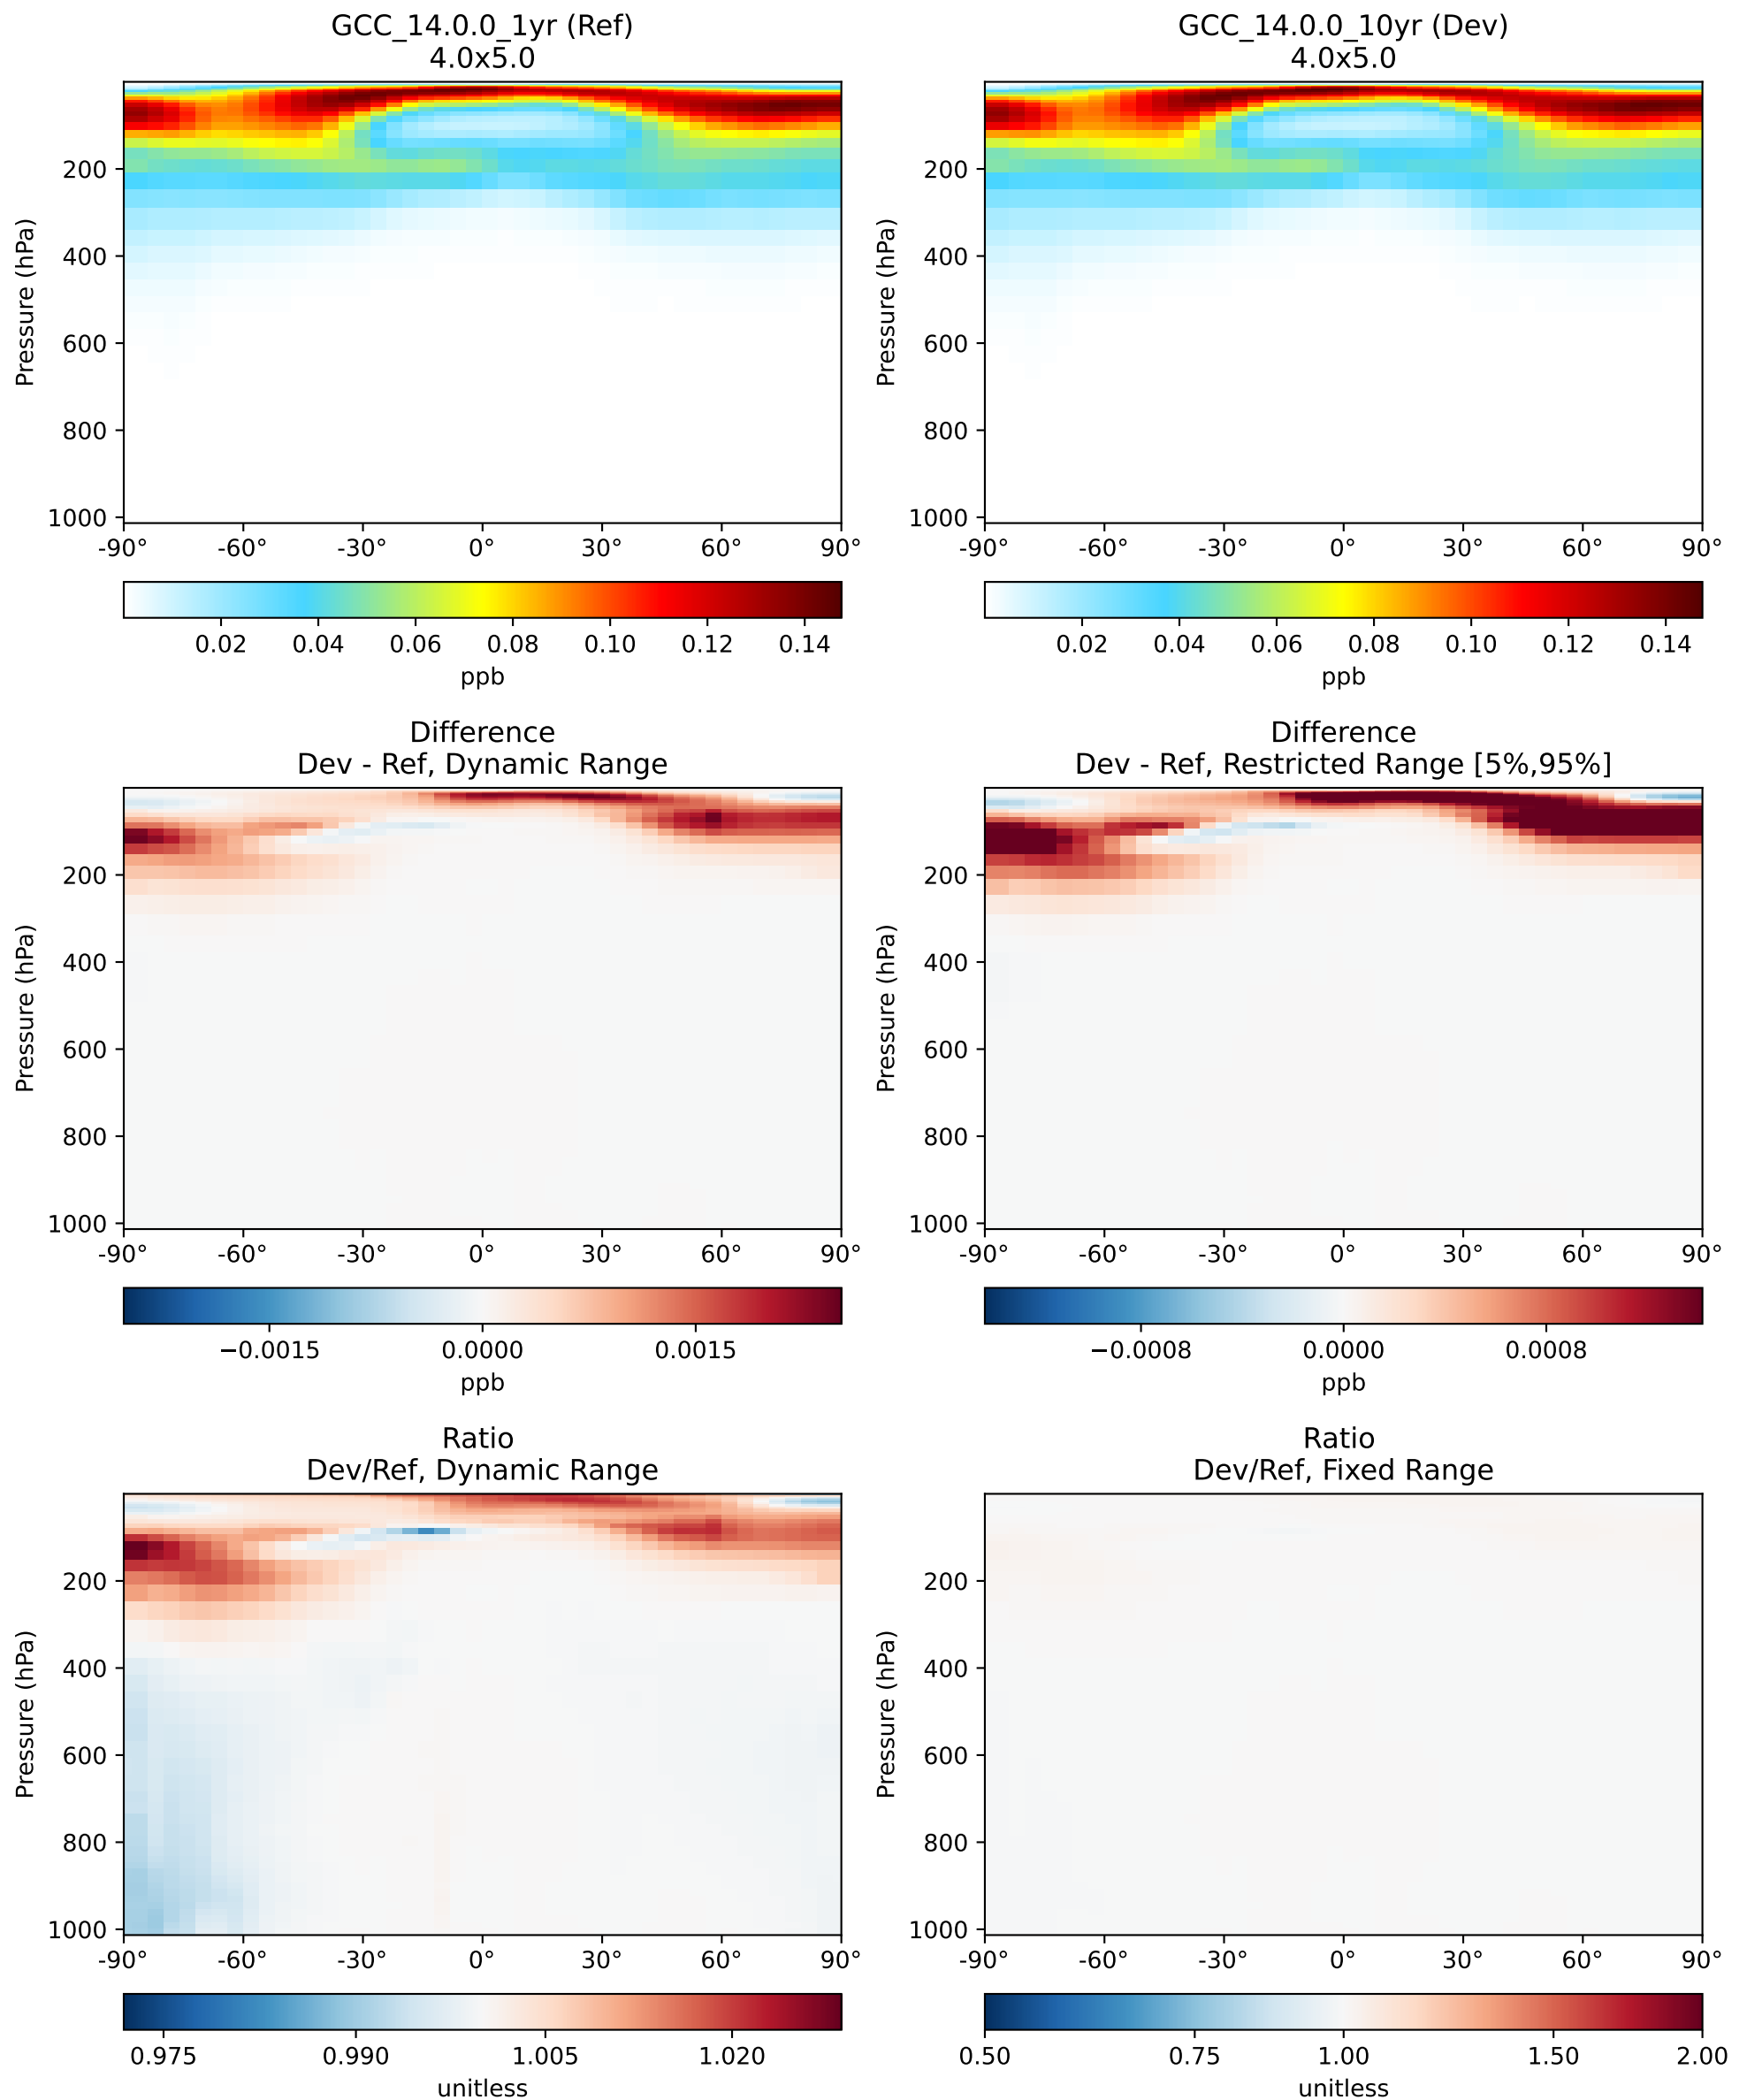 GCC_14.0.0_1yr (Ref)
4.0x5.0
Pressure (hPa)
200
400
600
800
1000
-90° -60° -30° 0° 30° 60° 90°
0.02 0.04 0.06 0.08 0.10 0.12 0.14
ppb
GCC_14.0.0_10yr (Dev)
4.0x5.0
Pressure (hPa)
200
400
600
800
1000
-90° -60° -30° 0° 30° 60° 90°
0.02 0.04 0.06 0.08 0.10 0.12 0.14
ppb
Difference
Dev - Ref, Dynamic Range
Pressure (hPa)
200
400
600
800
1000
-90° -60° -30° 0° 30° 60° 90°
−0.0015 0.0000 0.0015
ppb
Difference
Dev - Ref, Restricted Range [5%,95%]
Pressure (hPa)
200
400
600
800
1000
-90° -60° -30° 0° 30° 60° 90°
−0.0008 0.0000 0.0008
ppb
Ratio
Dev/Ref, Dynamic Range
Pressure (hPa)
200
400
600
800
1000
-90° -60° -30° 0° 30° 60° 90°
0.975 0.990 1.005 1.020
unitless
Ratio
Dev/Ref, Fixed Range
Pressure (hPa)
200
400
600
800
1000
-90° -60° -30° 0° 30° 60° 90°
0.50 0.75 1.00 1.50 2.00
unitless